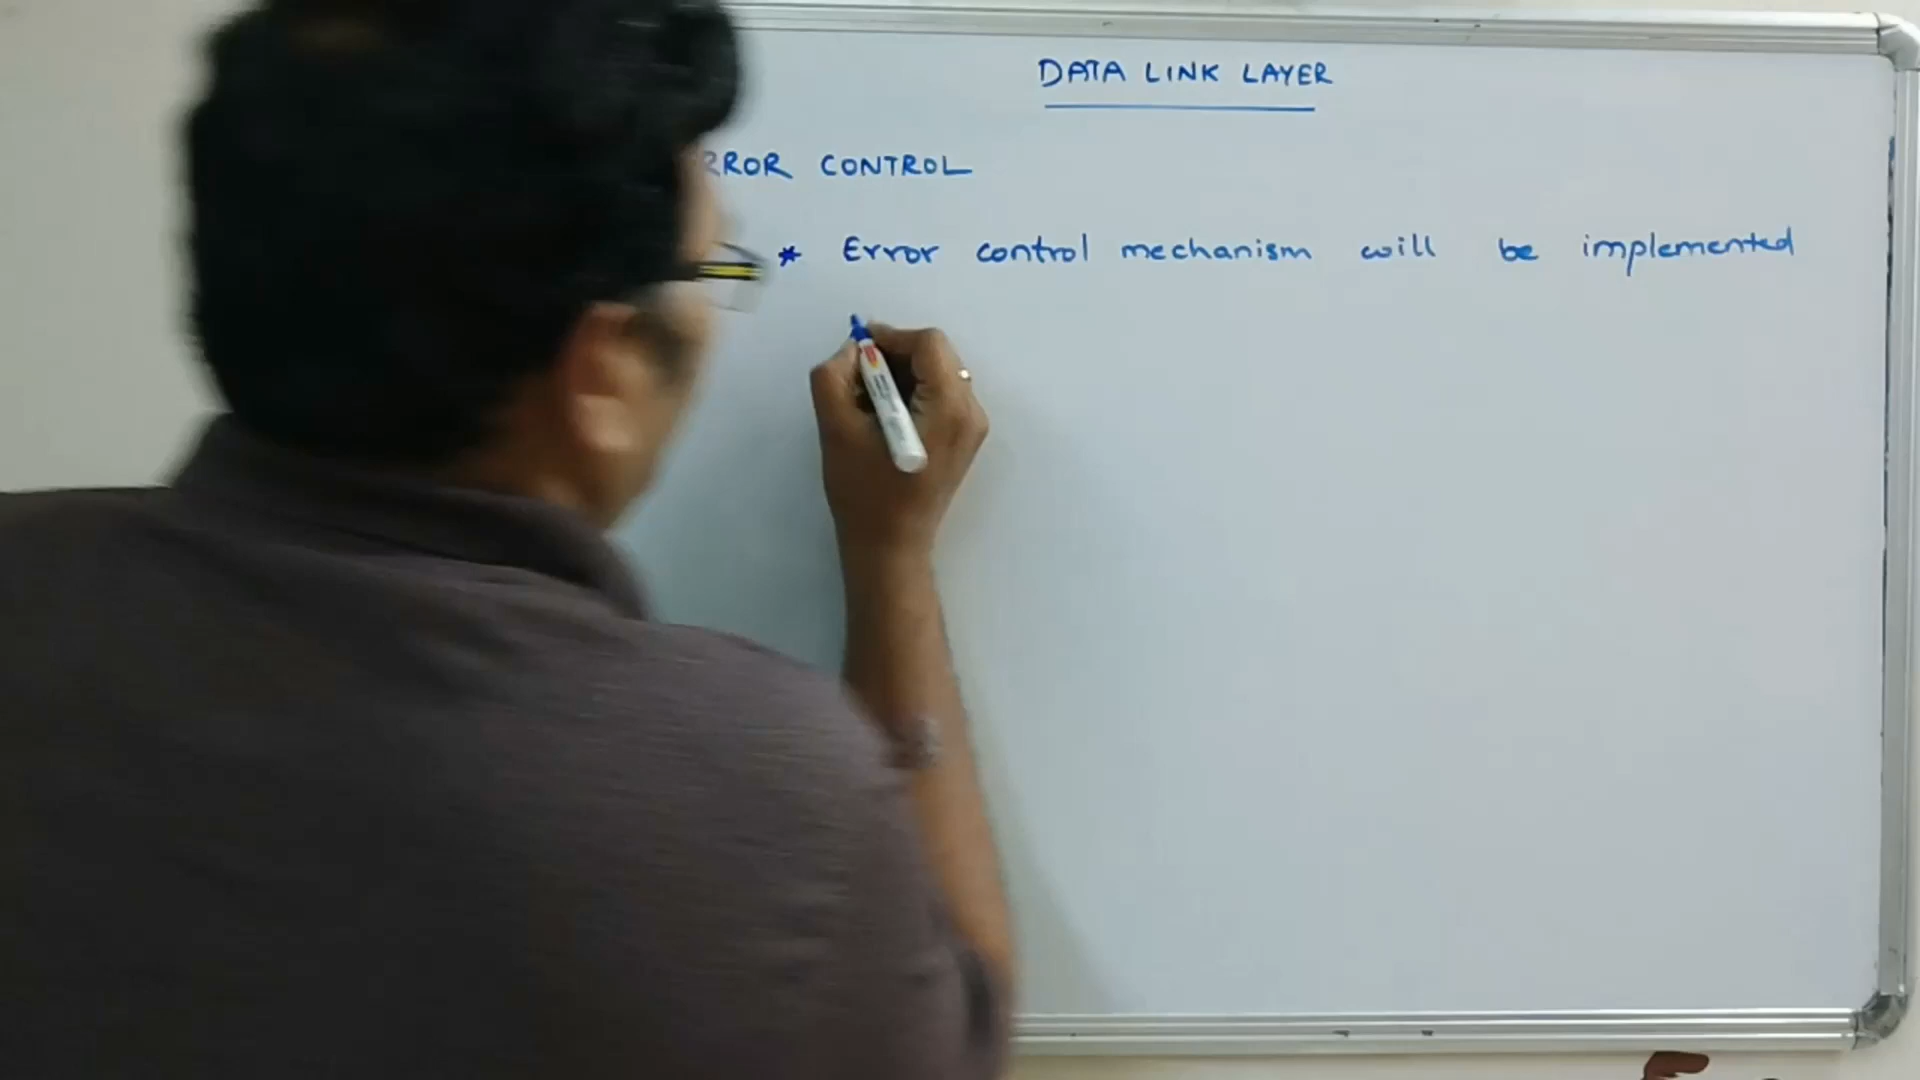 DATA LINK LAYER
RROR CONTROL
* Error control mechanism will be implemented